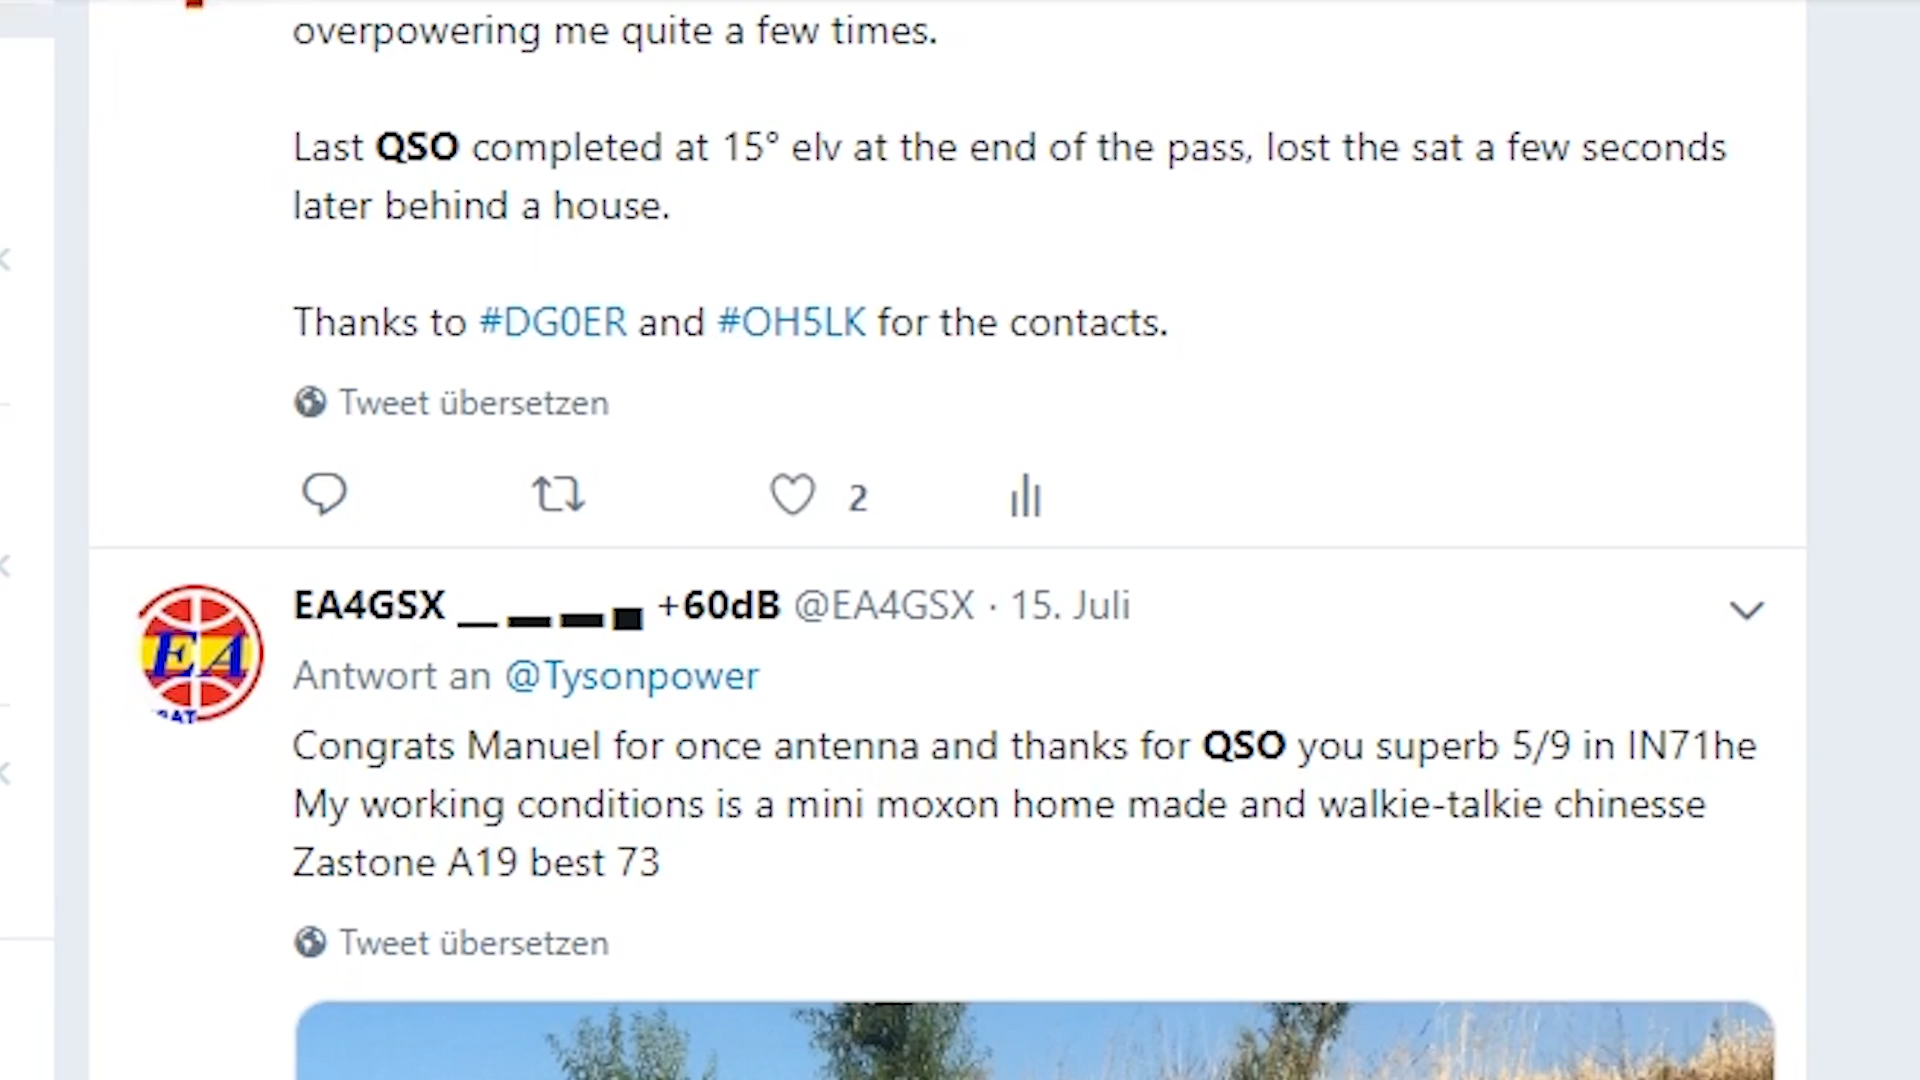 overpowering me quite a few times.
Last QSO completed at 15° elv at the end of the pass, lost the sat a few seconds
later behind a house.
Thanks to #DG0ER and #OH5LK for the contacts.
Tweet übersetzen
2
EA4GSX +60dB @EA4GSX · 15. Juli
EA
Antwort an @Tysonpower
Congrats Manuel for once antenna and thanks for QSO you superb 5/9 in IN71he
My working conditions is a mini moxon home made and walkie-talkie chinesse
Zastone A19 best 73
Tweet übersetzen